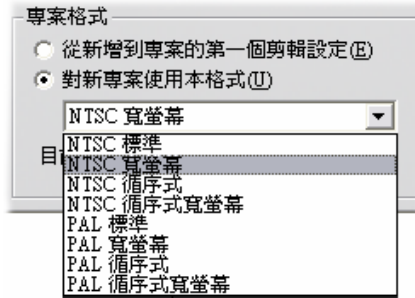 專案格式
從新增到專案的第一個剪輯設定(E)
對新專案使用本格式(U)
NTSC 寬螢幕
NTSC 標準
NTSC 寬螢幕
NTSC 循序式
NTSC 循序式寬螢幕
PAL 標準
PAL 寬螢幕
PAL 循序式
PAL 循序式寬螢幕